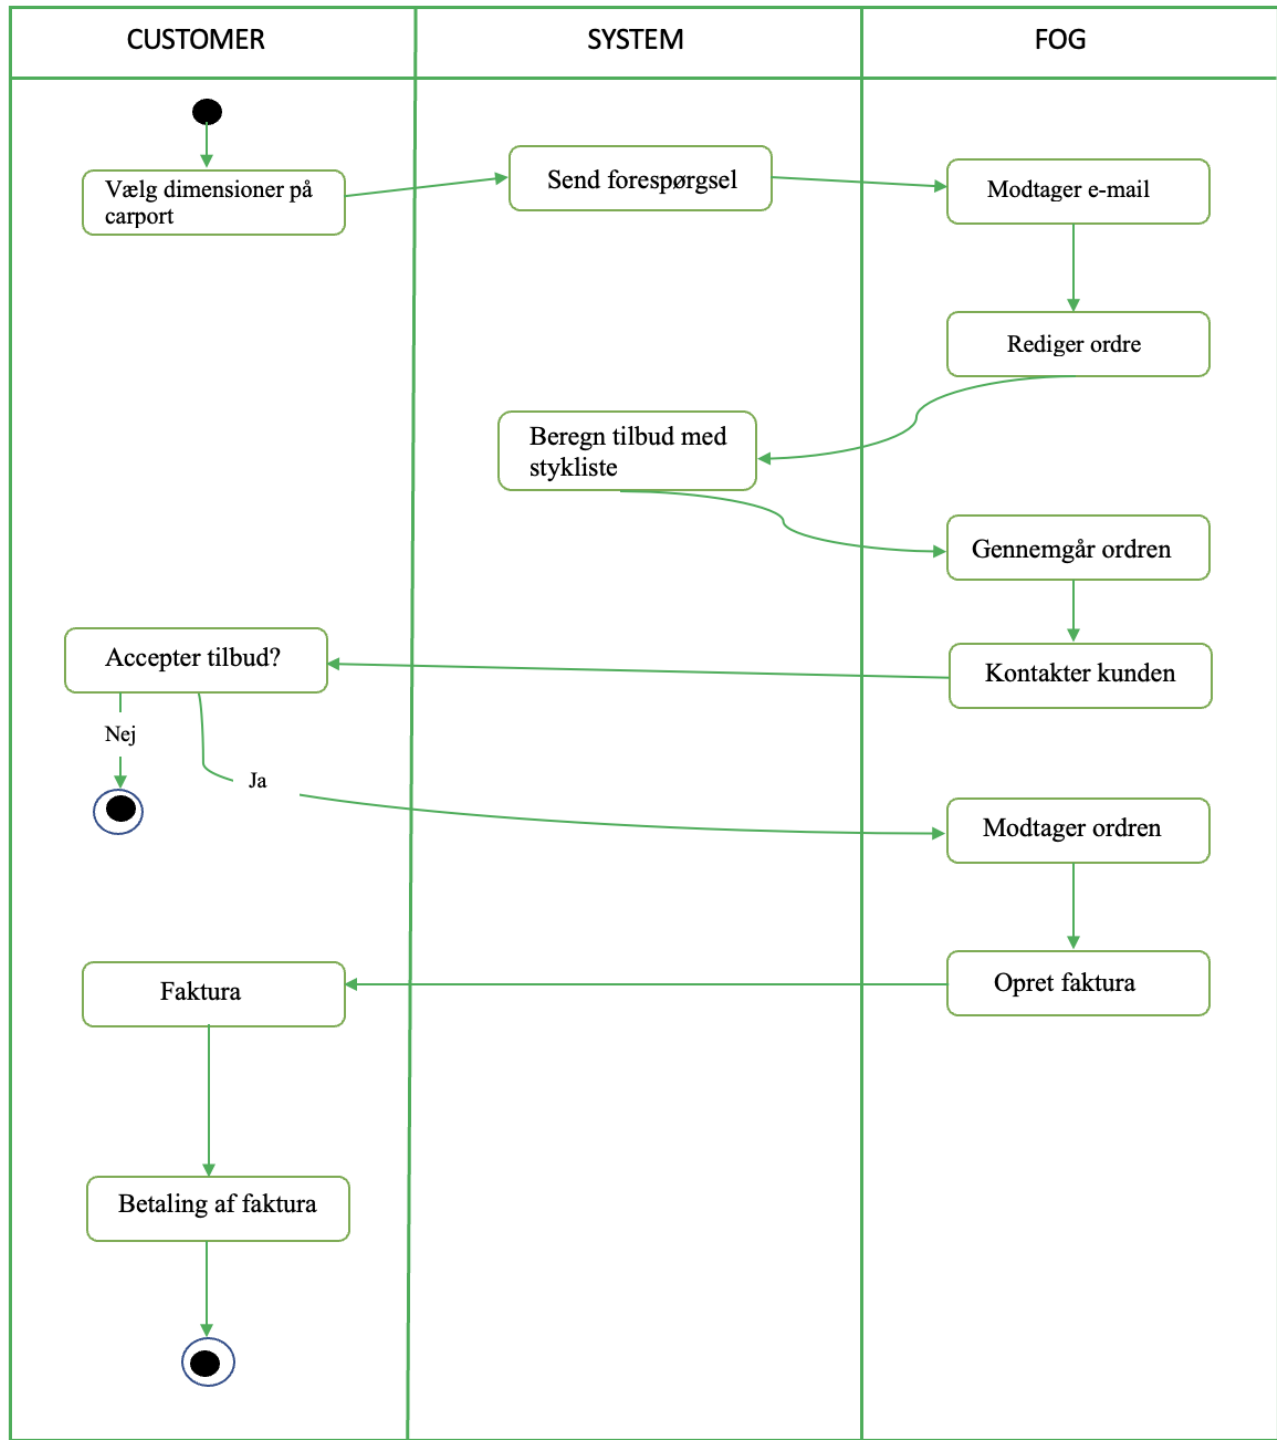 CUSTOMER
SYSTEM
FOG
Vælg dimensioner på
carport
Send forespørgsel
Modtager e-mail
Rediger ordre
Beregn tilbud med
stykliste
Gennemgår ordren
Accepter tilbud?
Kontakter kunden
Nej
Ja
Modtager ordren
Faktura
Opret faktura
Betaling af faktura